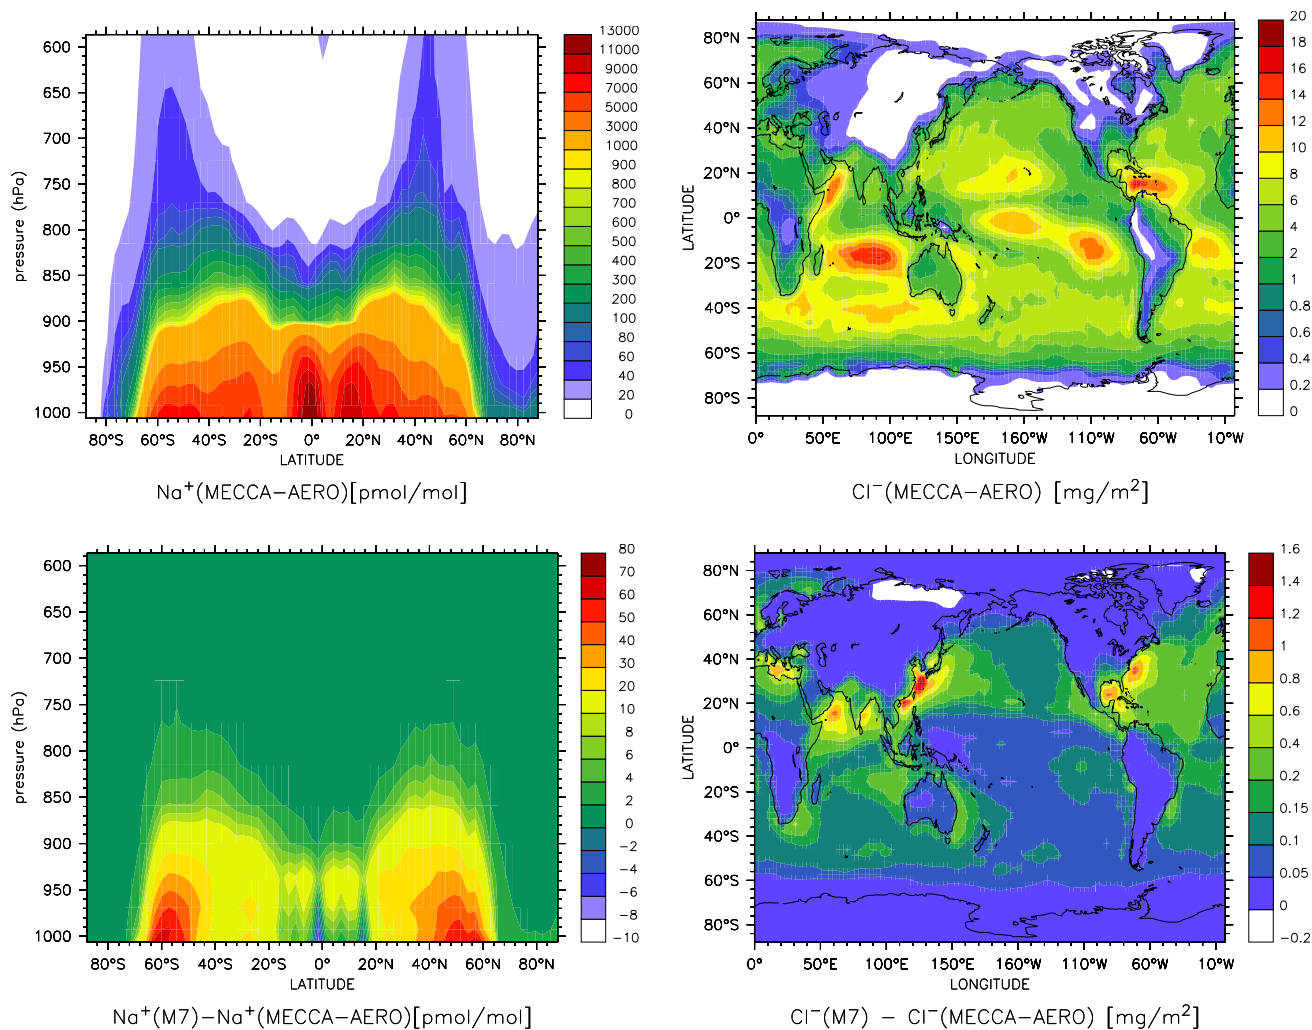 600
650
700
750
800
850
900
950
1000
pressure (hPa)
80°S 60°S 40°S 20°S 0° 20°N 40°N 60°N 80°N
LATITUDE
Na⁺(MECCA−AERO)[pmol/mol]
13000
11000
9000
7000
5000
3000
1000
900
800
700
600
500
400
300
200
100
80
60
40
20
0
80°N
60°N
40°N
20°N
0°
20°S
40°S
60°S
80°S
LATITUDE
0° 50°E 100°E 150°E 160°W 110°W 60°W 10°W
LONGITUDE
Cl⁻(MECCA−AERO) [mg/m²]
20
18
16
14
12
10
8
6
4
2
1
0.8
0.6
0.4
0.2
0
600
650
700
750
800
850
900
950
1000
pressure (hPa)
80°S 60°S 40°S 20°S 0° 20°N 40°N 60°N 80°N
LATITUDE
Na⁺(M7)−Na⁺(MECCA−AERO)[pmol/mol]
80
70
60
50
40
30
20
10
8
6
4
2
0
−2
−4
−6
−8
−10
80°N
60°N
40°N
20°N
0°
20°S
40°S
60°S
80°S
LATITUDE
0° 50°E 100°E 150°E 160°W 110°W 60°W 10°W
LONGITUDE
Cl⁻(M7) − Cl⁻(MECCA−AERO) [mg/m²]
1.6
1.4
1.2
1
0.8
0.6
0.4
0.2
0.15
0.1
0.05
0
−0.2